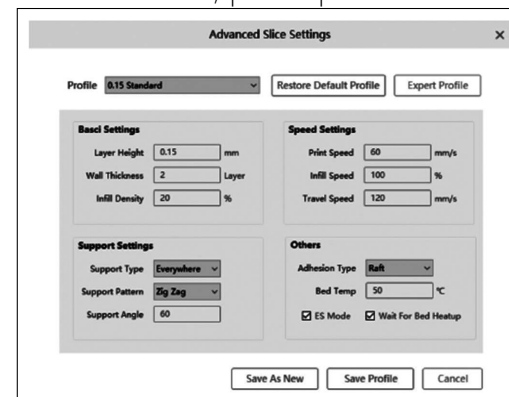 Advanced Slice Settings
Profile 0.15 Standard Restore Default Profile Expert Profile
Basci Settings
Layer Height 0.15 mm
Wall Thickness 2 Layer
Infill Density 20 %
Speed Settings
Print Speed 60 mm/s
Infill Speed 100 %
Travel Speed 120 mm/s
Support Settings
Support Type Everywhere
Support Pattern Zig Zag
Support Angle 60
Others
Adhesion Type Raft
Bed Temp 50 ℃
ES Mode Wait For Bed Heatup
Save As New Save Profile Cancel